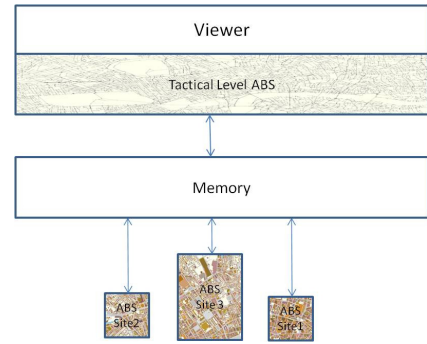 Viewer
Tactical Level ABS
Memory
ABS
Site2
ABS
Site 3
ABS
Site1